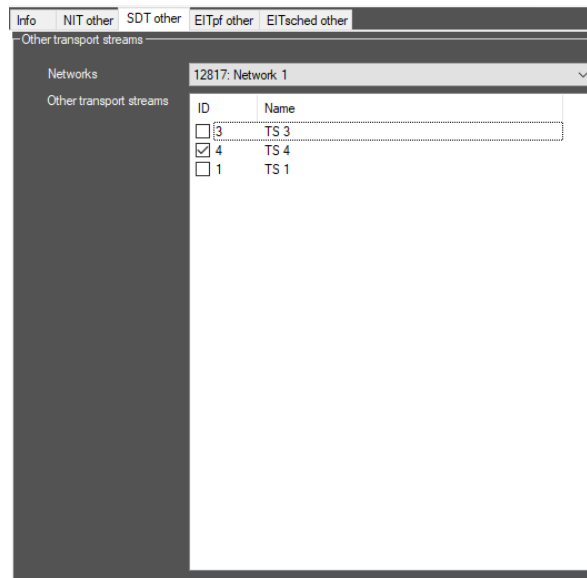 Info NIT other SDT other EITpf other EITsched other
Other transport streams
Networks 12817: Network 1
Other transport streams ID Name
3 TS 3
4 TS 4
1 TS 1